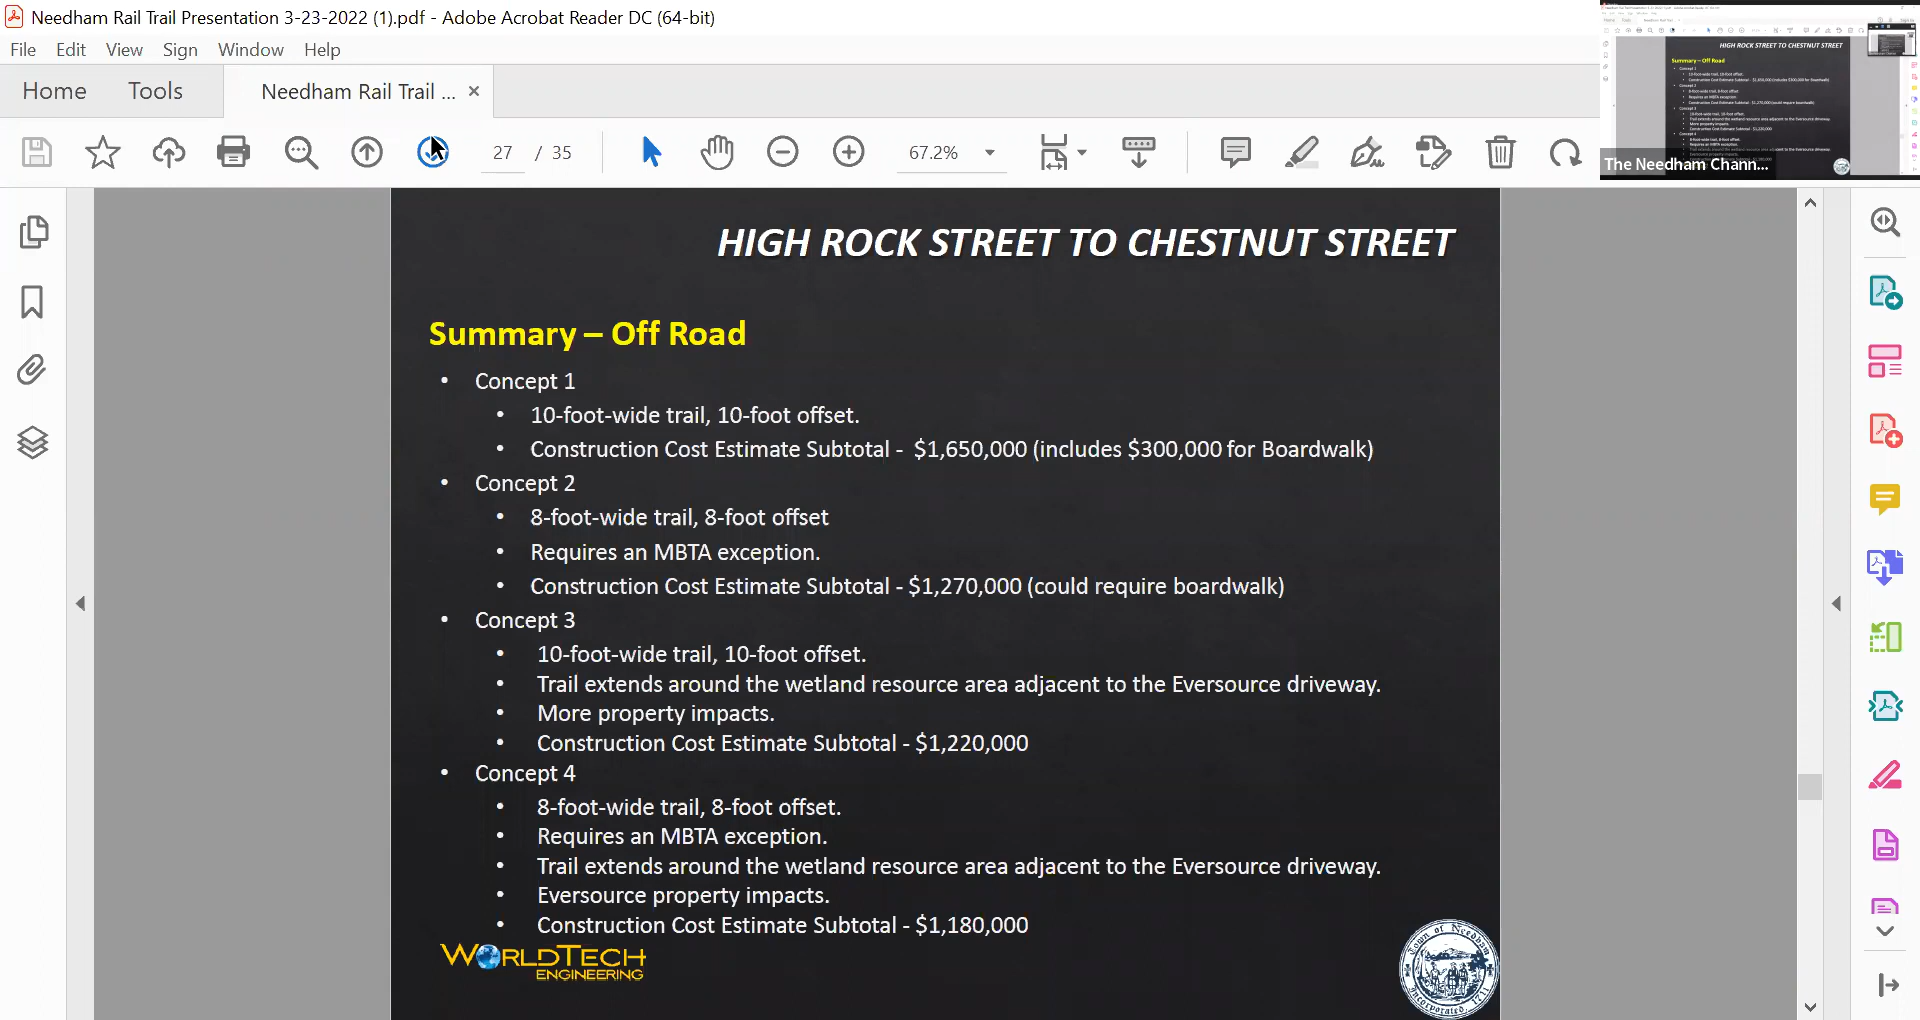 Needham Rail Trail Presentation 3-23-2022 (1).pdf - Adobe Acrobat Reader DC (64-bit)
File Edit View Sign Window Help
Home Tools Needham Rail Trail ... ×
27 / 35 67.2%
The Needham Chann...
HIGH ROCK STREET TO CHESTNUT STREET
Summary – Off Road
• Concept 1
• 10-foot-wide trail, 10-foot offset.
• Construction Cost Estimate Subtotal - $1,650,000 (includes $300,000 for Boardwalk)
• Concept 2
• 8-foot-wide trail, 8-foot offset
• Requires an MBTA exception.
• Construction Cost Estimate Subtotal - $1,270,000 (could require boardwalk)
• Concept 3
• 10-foot-wide trail, 10-foot offset.
• Trail extends around the wetland resource area adjacent to the Eversource driveway.
• More property impacts.
• Construction Cost Estimate Subtotal - $1,220,000
• Concept 4
• 8-foot-wide trail, 8-foot offset.
• Requires an MBTA exception.
• Trail extends around the wetland resource area adjacent to the Eversource driveway.
• Eversource property impacts.
• Construction Cost Estimate Subtotal - $1,180,000
WORLDTECH
ENGINEERING
Town of Needham
Incorporated 1711